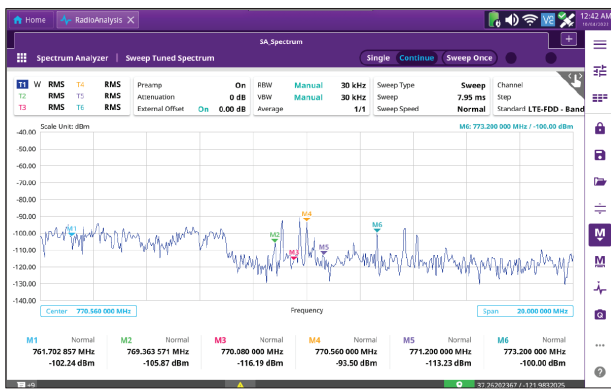 Home RadioAnalysis X 12:42 AM
SA_Spectrum +
Spectrum Analyzer | Sweep Tuned Spectrum Single Continue Sweep Once
T1 W RMS T4 RMS Preamp On RBW Manual 30 kHz Sweep Type Sweep Channel
T2 RMS T5 RMS Attenuation 0 dB VBW Manual 30 kHz Sweep 7.95 ms Step
T3 RMS T6 RMS External Offset On 0.00 dB Average 1/1 Sweep Speed Normal Standard LTE-FDD - Band
Scale Unit: dBm M6: 773.200 000 MHz / -100.00 dBm
-40.00
-50.00
-60.00
-70.00
-80.00
-90.00
-100.00
-110.00
-120.00
-130.00
-140.00
M1 M2 M3 M4 M5 M6
Center 770.560 000 MHz Frequency Span 20.000 000 MHz
M1 Normal M2 Normal M3 Normal M4 Normal M5 Normal M6 Normal
761.702 857 MHz 769.363 571 MHz 770.080 000 MHz 770.560 000 MHz 771.200 000 MHz 773.200 000 MHz
-102.24 dBm -105.87 dBm -116.19 dBm -93.50 dBm -113.23 dBm -100.00 dBm
+9 37.26202367 / -121.9832025